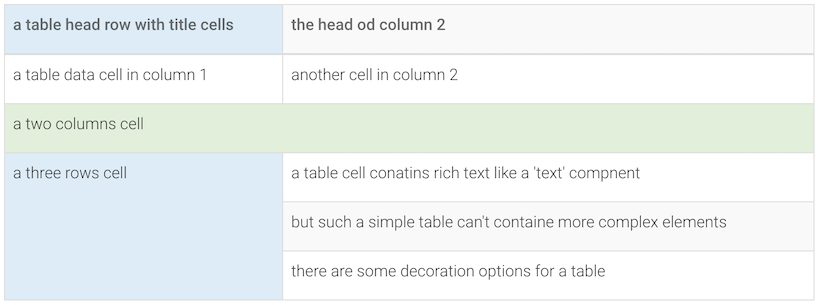 a table head row with title cells
the head od column 2
a table data cell in column 1
another cell in column 2
a two columns cell
a three rows cell
a table cell conatins rich text like a 'text' compnent
but such a simple table can't containe more complex elements
there are some decoration options for a table